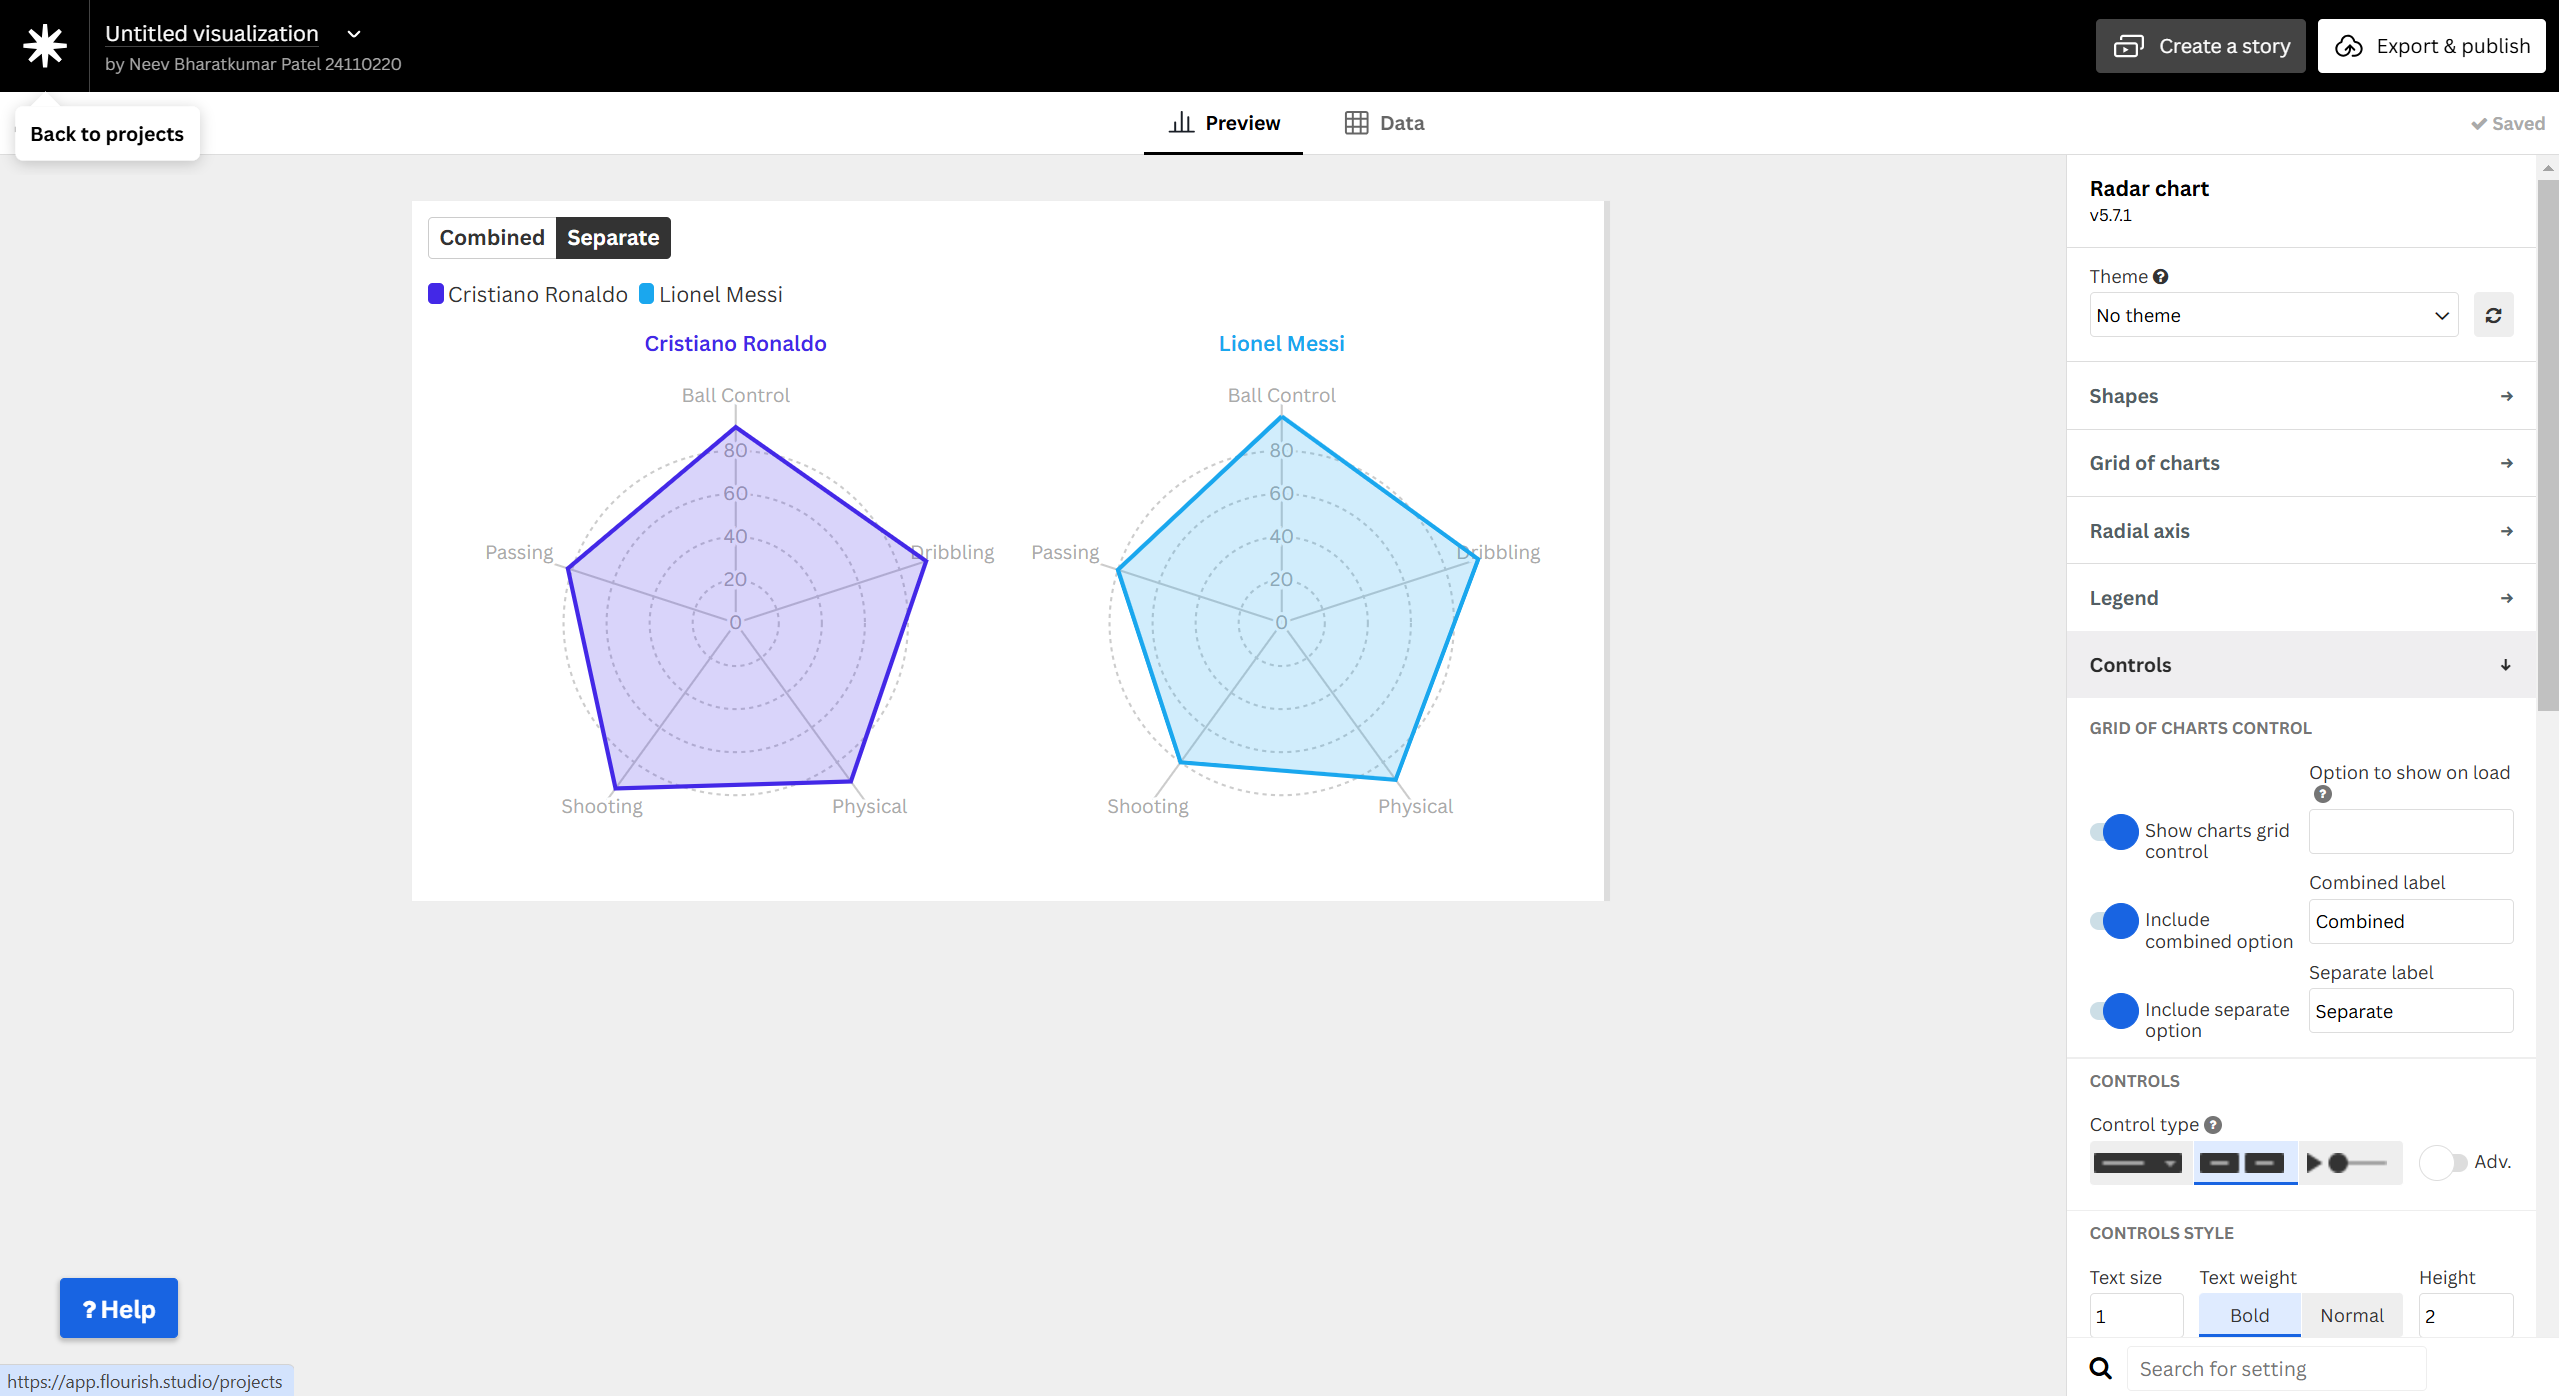 Untitled visualization
by Neev Bharatkumar Patel 24110220
Create a story
Export & publish
Back to projects
Preview
Data
Saved
Combined
Separate
Cristiano Ronaldo
Lionel Messi
Cristiano Ronaldo
Ball Control
80
60
40
20
0
Passing
Dribbling
Shooting
Physical
Lionel Messi
Ball Control
80
60
40
20
0
Passing
Dribbling
Shooting
Physical
Radar chart
v5.7.1
Theme ?
No theme
Shapes
Grid of charts
Radial axis
Legend
Controls
GRID OF CHARTS CONTROL
Option to show on load
?
Show charts grid
control
Combined label
Include
combined option
Combined
Separate label
Include separate
option
Separate
CONTROLS
Control type ?
Adv.
CONTROLS STYLE
Text size
Text weight
Height
1
Bold
Normal
2
Search for setting
? Help
https://app.flourish.studio/projects